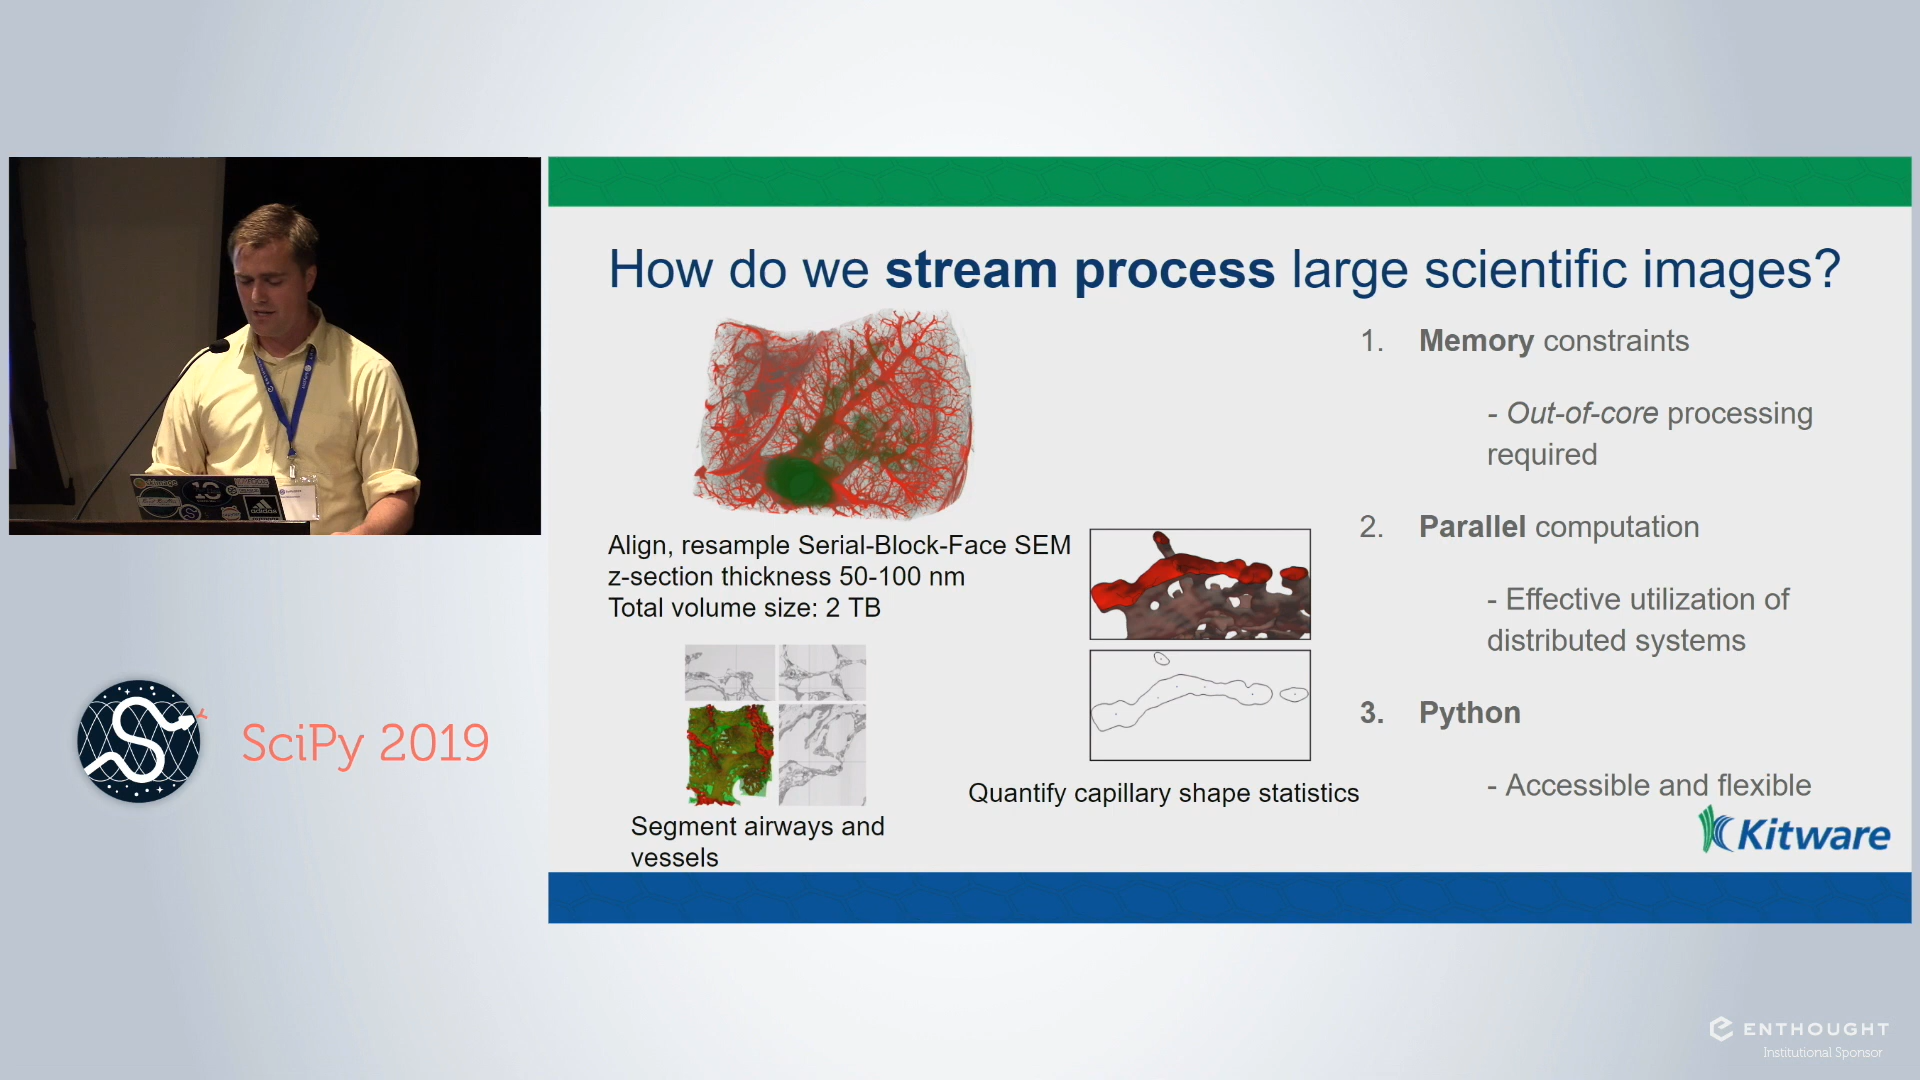 How do we stream process large scientific images?
Align, resample Serial-Block-Face SEM
z-section thickness 50-100 nm
Total volume size: 2 TB
Segment airways and
vessels
Quantify capillary shape statistics
1. Memory constraints
- Out-of-core processing
required
2. Parallel computation
- Effective utilization of
distributed systems
3. Python
- Accessible and flexible
Kitware
SciPy 2019
adidas
10
ENTHOUGHT
Institutional Sponsor